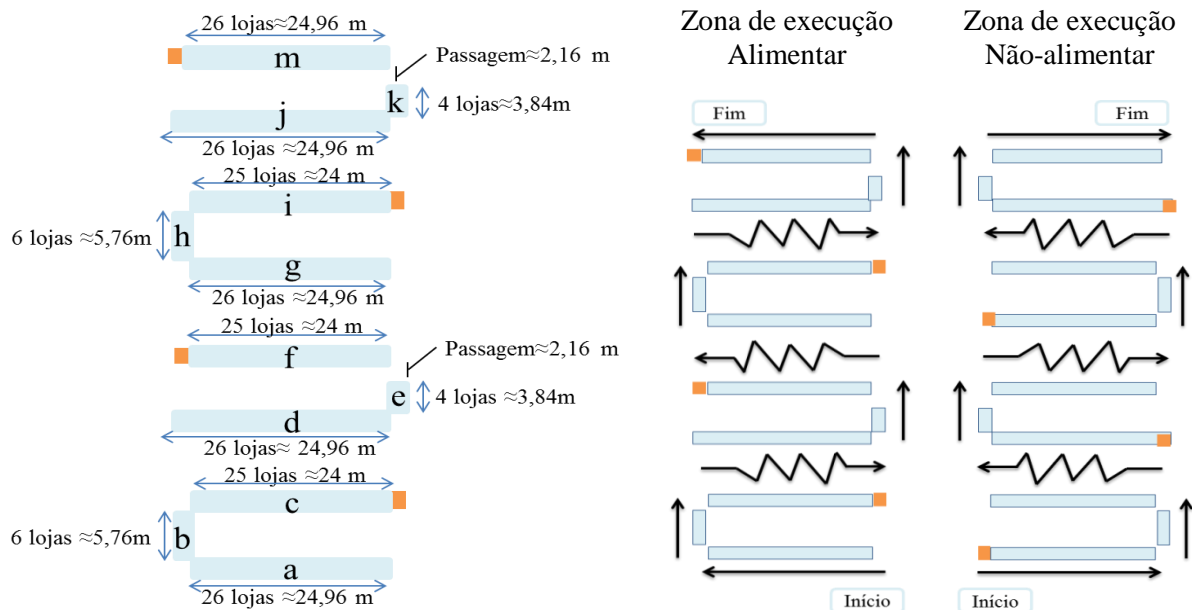 26 lojas≈24,96 m
m
Passagem≈2,16 m
k
4 lojas≈3,84m
j
26 lojas ≈24,96 m
25 lojas ≈24 m
i
6 lojas ≈5,76m
h
g
26 lojas ≈24,96 m
25 lojas ≈24 m
f
Passagem≈2,16 m
e
4 lojas ≈3,84m
d
26 lojas≈ 24,96 m
25 lojas ≈24 m
c
6 lojas ≈5,76m
b
a
26 lojas≈24,96 m
Zona de execução
Alimentar
Fim
Início
Zona de execução
Não-alimentar
Fim
Início